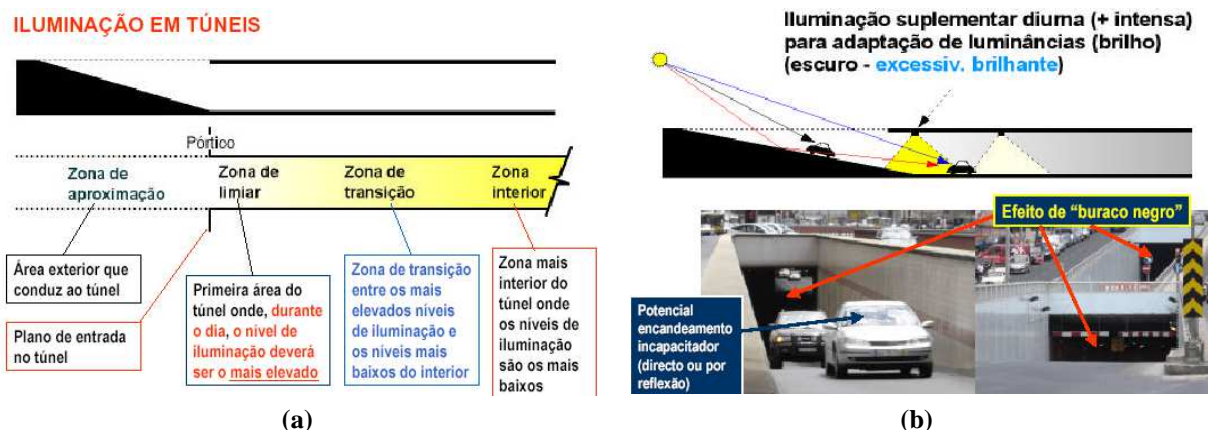 ILUMINAÇÃO EM TÚNEIS
Pórtico
Zona de
aproximação
Zona de
limiar
Zona de
transição
Zona
interior
Área exterior que
conduz ao túnel
Plano de entrada
no túnel
Primeira área do
túnel onde, durante
o dia, o nível de
iluminação deverá
ser o mais elevado
Zona de transição
entre os mais
elevados níveis
de iluminação e
os níveis mais
baixos do interior
Zona mais
interior do
túnel onde
os níveis de
iluminação
são os mais
baixos
(a)
Iluminação suplementar diurna (+ intensa)
para adaptação de luminâncias (brilho)
(escuro - excessiv. brilhante)
Efeito de “buraco negro”
Potencial
encandeamento
incapacitador
(directo ou por
reflexão)
(b)